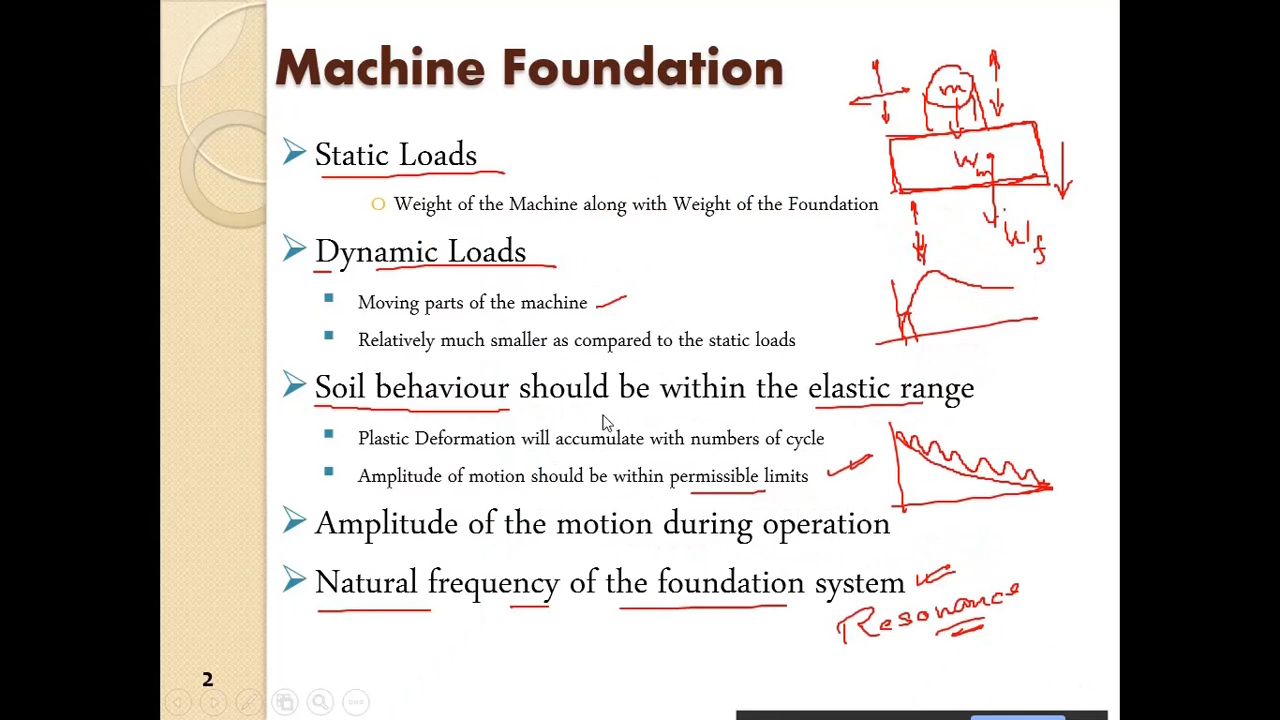 Machine Foundation
Static Loads
Weight of the Machine along with Weight of the Foundation
Dynamic Loads
Moving parts of the machine
Relatively much smaller as compared to the static loads
Soil behaviour should be within the elastic range
Plastic Deformation will accumulate with numbers of cycle
Amplitude of motion should be within permissible limits
Amplitude of the motion during operation
Natural frequency of the foundation system
m
Wm
Wf
Resonance
2